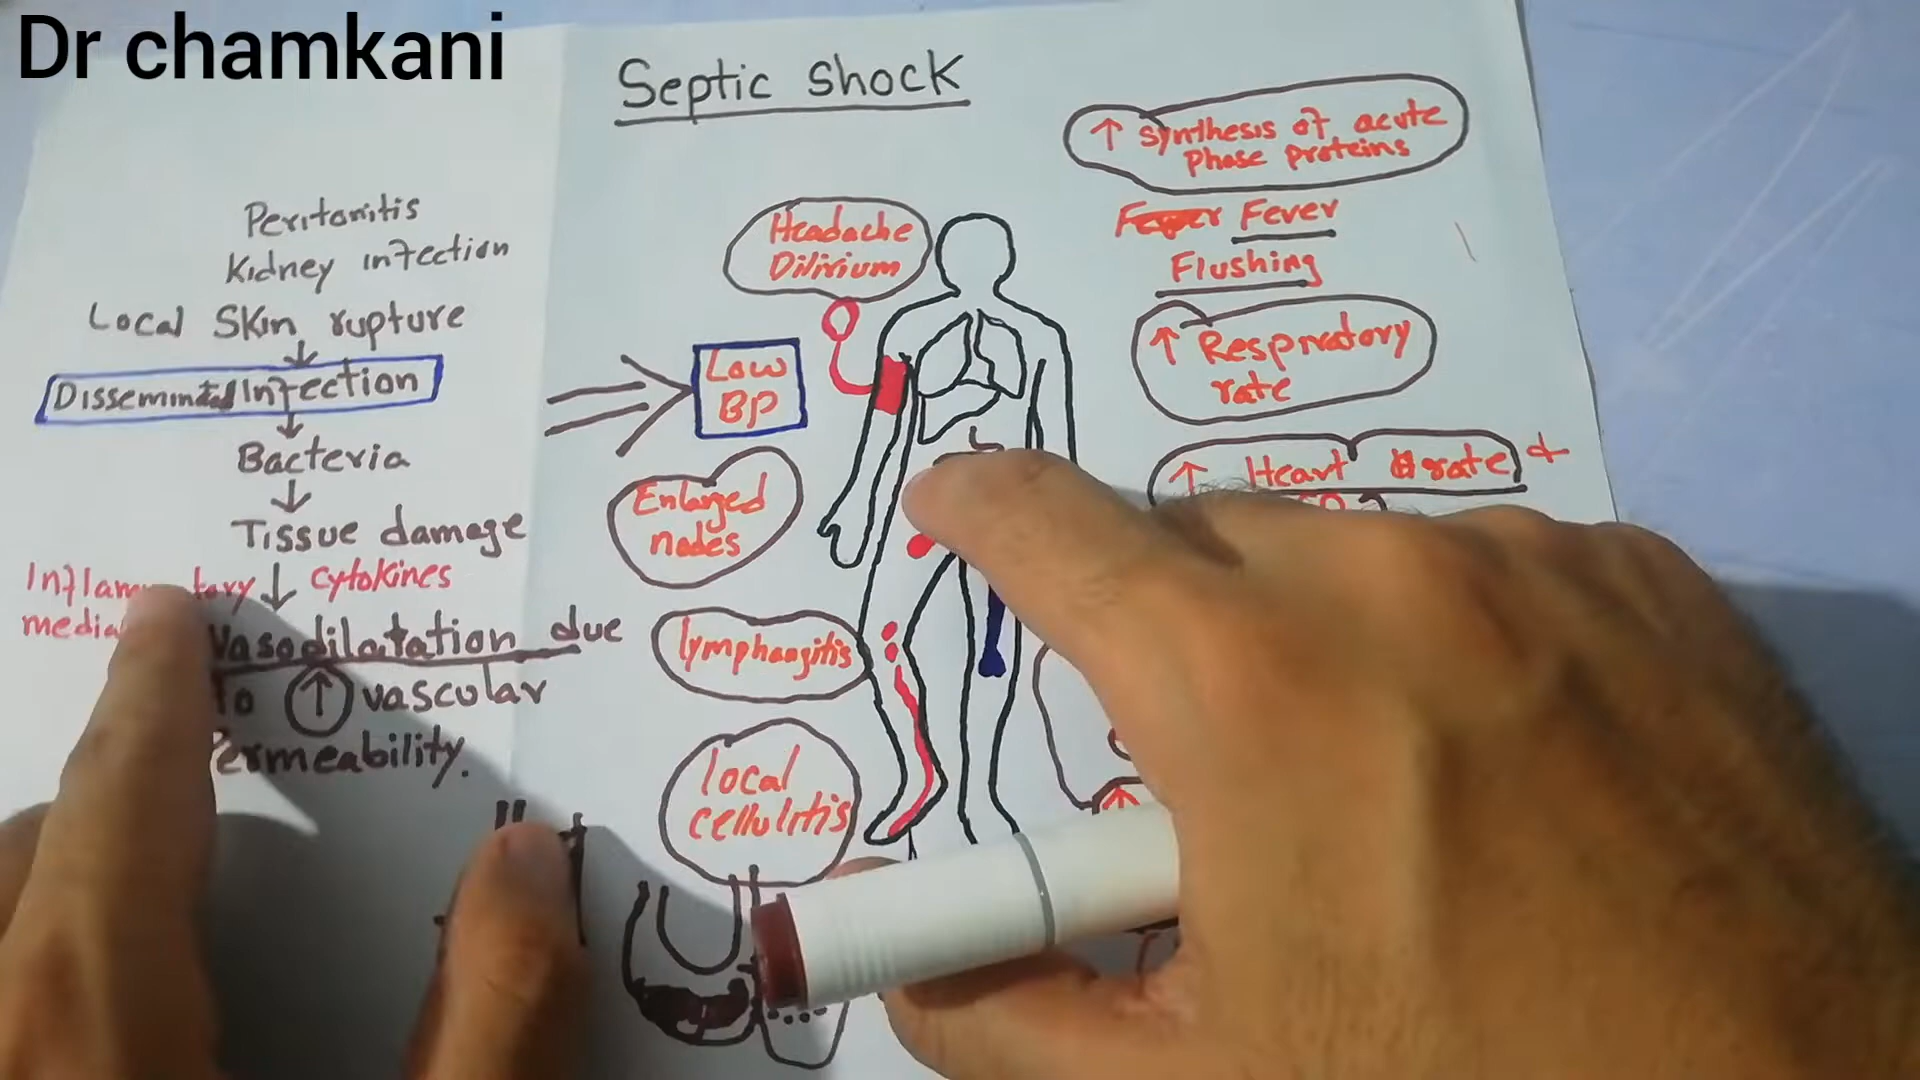 Dr chamkani
Septic Shock
Peritonitis
Kidney infection
Local Skin rupture
Infection
Bacteria
Tissue damage
cytokines
Vasodilatation due
to ↑ vascular
Permeability.
Headache
Dilirium
Low
BP
Enlarged
nodes
lymphangitis
local
cellulitis
↑ Synthesis of acute
Phase proteins
Fever
Flushing
↑ Respiratory
rate
↑ Heart rate &
↑